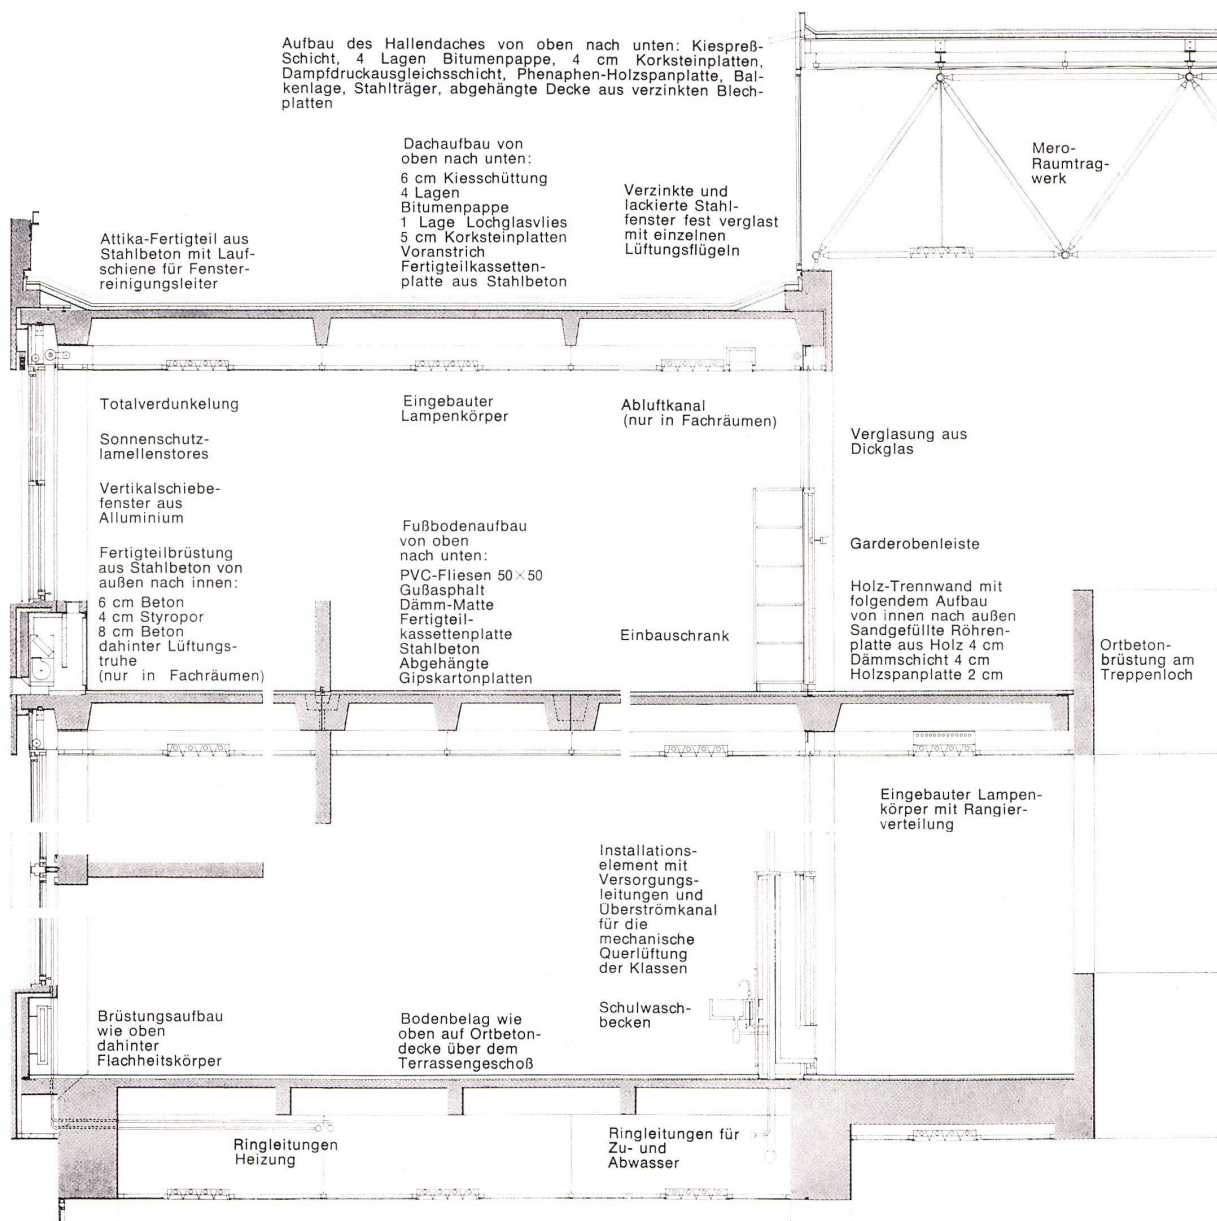 Aufbau des Hallendaches von oben nach unten: Kiespreß-
Schicht, 4 Lagen Bitumenpappe, 4 cm Korksteinplatten,
Dampfdruckausgleichsschicht, Phenaphen-Holzspanplatte, Bal-
kenlage, Stahlträger, abgehängte Decke aus verzinkten Blech-
platten
Dachaufbau von
oben nach unten:
6 cm Kiesschüttung
4 Lagen
Bitumenpappe
1 Lage Lochglasvlies
5 cm Korksteinplatten
Voranstrich
Fertigteilkassetten-
platte aus Stahlbeton
Mero-
Raumtrag-
werk
Verzinkte und
lackierte Stahl-
fenster fest verglast
mit einzelnen
Lüftungsflügeln
Attika-Fertigteil aus
Stahlbeton mit Lauf-
schiene für Fenster-
reinigungsleiter
Totalverdunkelung
Sonnenschutz-
lamellenstores
Vertikalschiebe-
fenster aus
Alluminium
Fertigteilbrüstung
aus Stahlbeton von
außen nach innen:
6 cm Beton
4 cm Styropor
8 cm Beton
dahinter Lüftungs-
truhe
(nur in Fachräumen)
Eingebauter
Lampenkörper
Fußbodenaufbau
von oben
nach unten:
PVC-Fliesen 50×50
Gußasphalt
Dämm-Matte
Fertigteil-
kassettenplatte
Stahlbeton
Abgehängte
Gipskartonplatten
Abluftkanal
(nur in Fachräumen)
Einbauschrank
Verglasung aus
Dickglas
Garderobenleiste
Holz-Trennwand mit
folgendem Aufbau
von innen nach außen
Sandgefüllte Röhren-
platte aus Holz 4 cm
Dämmschicht 4 cm
Holzspanplatte 2 cm
Ortbeton-
brüstung am
Treppenloch
Eingebauter Lampen-
körper mit Rangier-
verteilung
Installations-
element mit
Versorgungs-
leitungen und
Überströmkanal
für die
mechanische
Querlüftung
der Klassen
Schulwasch-
becken
Brüstungsaufbau
wie oben
dahinter
Flachheitskörper
Bodenbelag wie
oben auf Ortbeton-
decke über dem
Terrassengeschoß
Ringleitungen
Heizung
Ringleitungen für
Zu- und
Abwasser